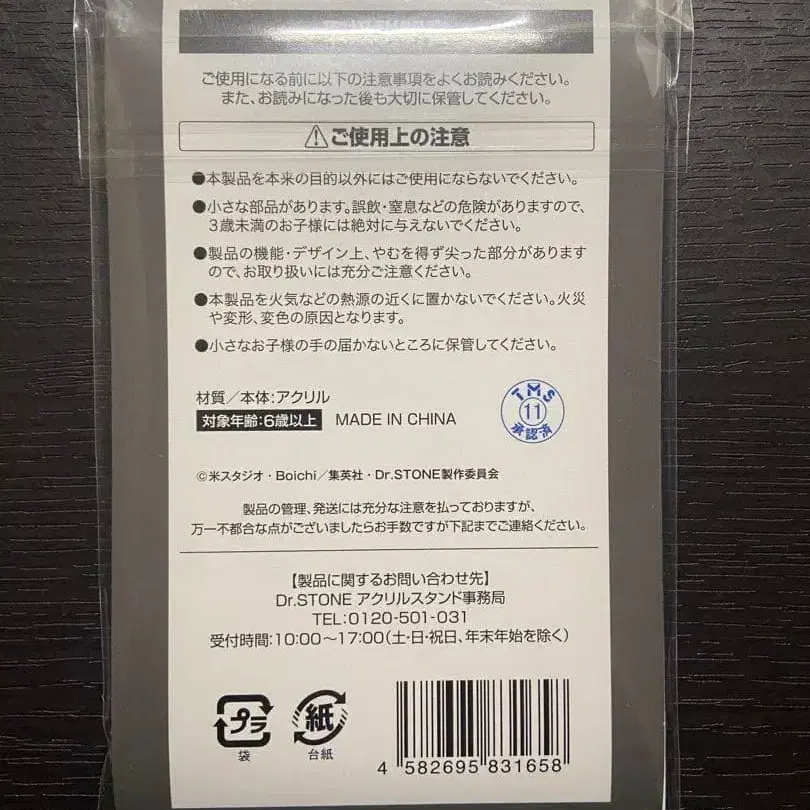 ご使用になる前に以下の注意事項をよくお読みください。
また、お読みになった後も大切に保管してください。
⚠ご使用上の注意
●本製品を本来の目的以外にはご使用にならないでください。
●小さな部品があります。誤飲・窒息などの危険がありますので、
3歳未満のお子様には絶対に与えないでください。
●製品の機能・デザイン上、やむを得ず尖った部分があります
ので、お取り扱いには充分ご注意ください。
●本製品を火気などの熱源の近くに置かないでください。火災
や変形、変色の原因となります。
●小さなお子様の手の届かないところに保管してください。
材質／本体:アクリル
対象年齢:6歳以上 MADE IN CHINA
TMS
11
承認済
©米スタジオ・Boichi／集英社・Dr.STONE製作委員会
製品の管理、発送には充分な注意を払っておりますが、
万一不都合な点がございましたらお手数ですが下記までご連絡ください。
【製品に関するお問い合わせ先】
Dr.STONE アクリルスタンド事務局
TEL:0120-501-031
受付時間:10:00〜17:00(土・日・祝日、年末年始を除く)
プラ 紙
袋 台紙
4 582695 831658